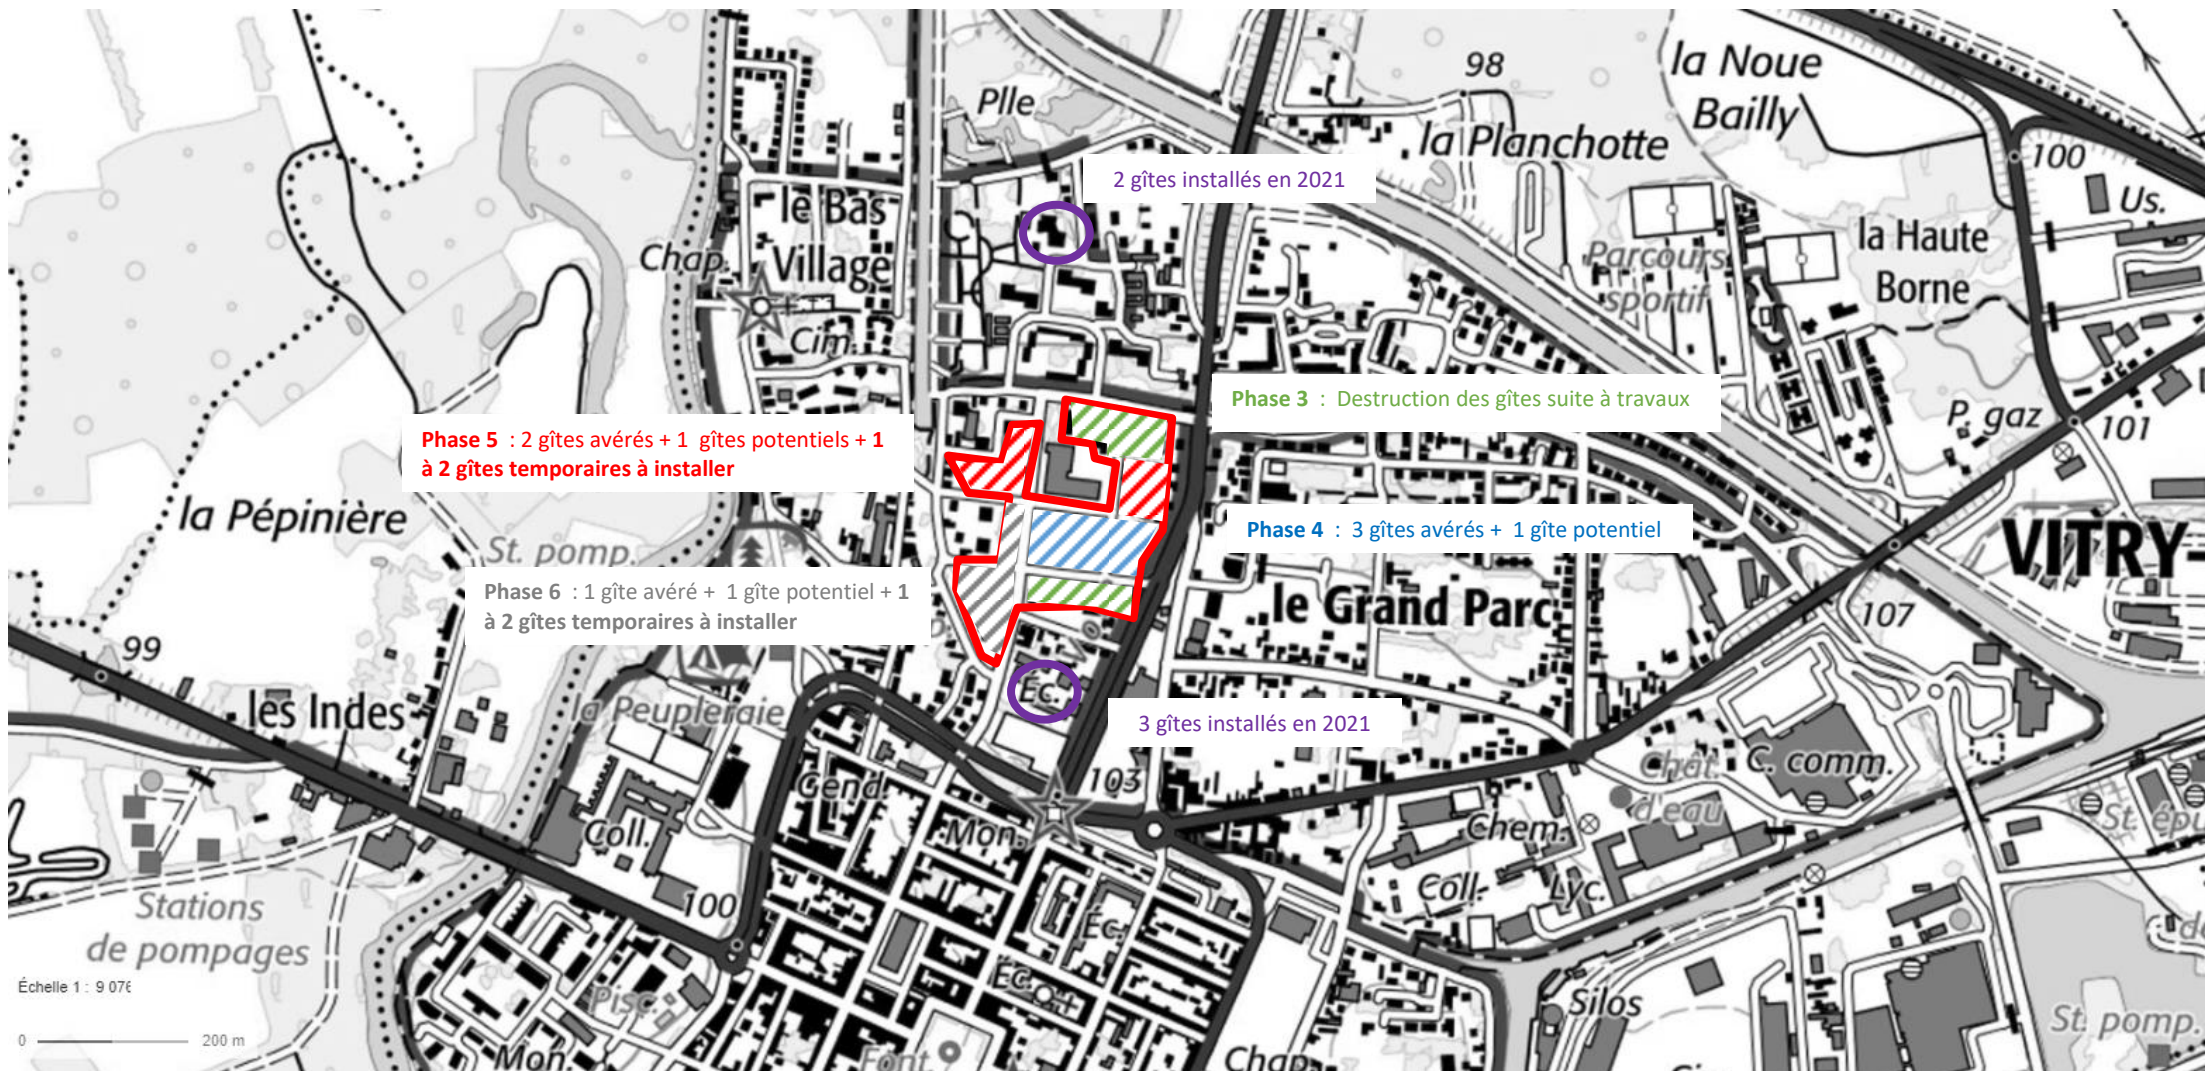 98
la Noue
Bailly
Plle
la Planchotte
100
2 gîtes installés en 2021
Us.
le Bas
Village
Chap.
la Haute
Borne
Parcours
sportif
Cim.
Phase 3 : Destruction des gîtes suite à travaux
P. gaz
101
Phase 5 : 2 gîtes avérés + 1 gîtes potentiels + 1
à 2 gîtes temporaires à installer
la Pépinière
Phase 4 : 3 gîtes avérés + 1 gîte potentiel
VITRY-
St. pomp.
Phase 6 : 1 gîte avéré + 1 gîte potentiel + 1
à 2 gîtes temporaires à installer
le Grand Parc
107
99
Éc.
les Indes
la Peupleraie
3 gîtes installés en 2021
103
Chât.
d'eau
C. comm.
Gend.
Coll.
Mon.
Chem.
St. épu
Coll.
Lyc.
100
Stations
de pompages
Éc.
Éc.
Échelle 1 : 9 076
Pisc.
Silos
0
200 m
St. pomp.
Mon.
Font
Chap.